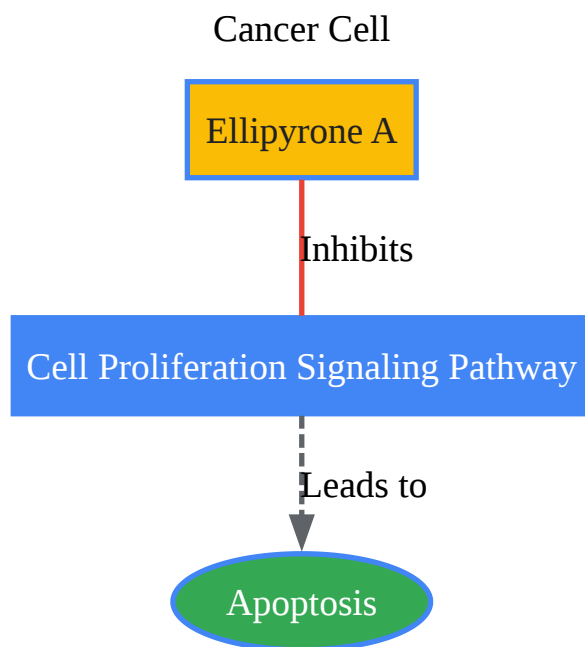 Cancer Cell
Ellipyrone A
Inhibits
Cell Proliferation Signaling Pathway
Leads to
Apoptosis